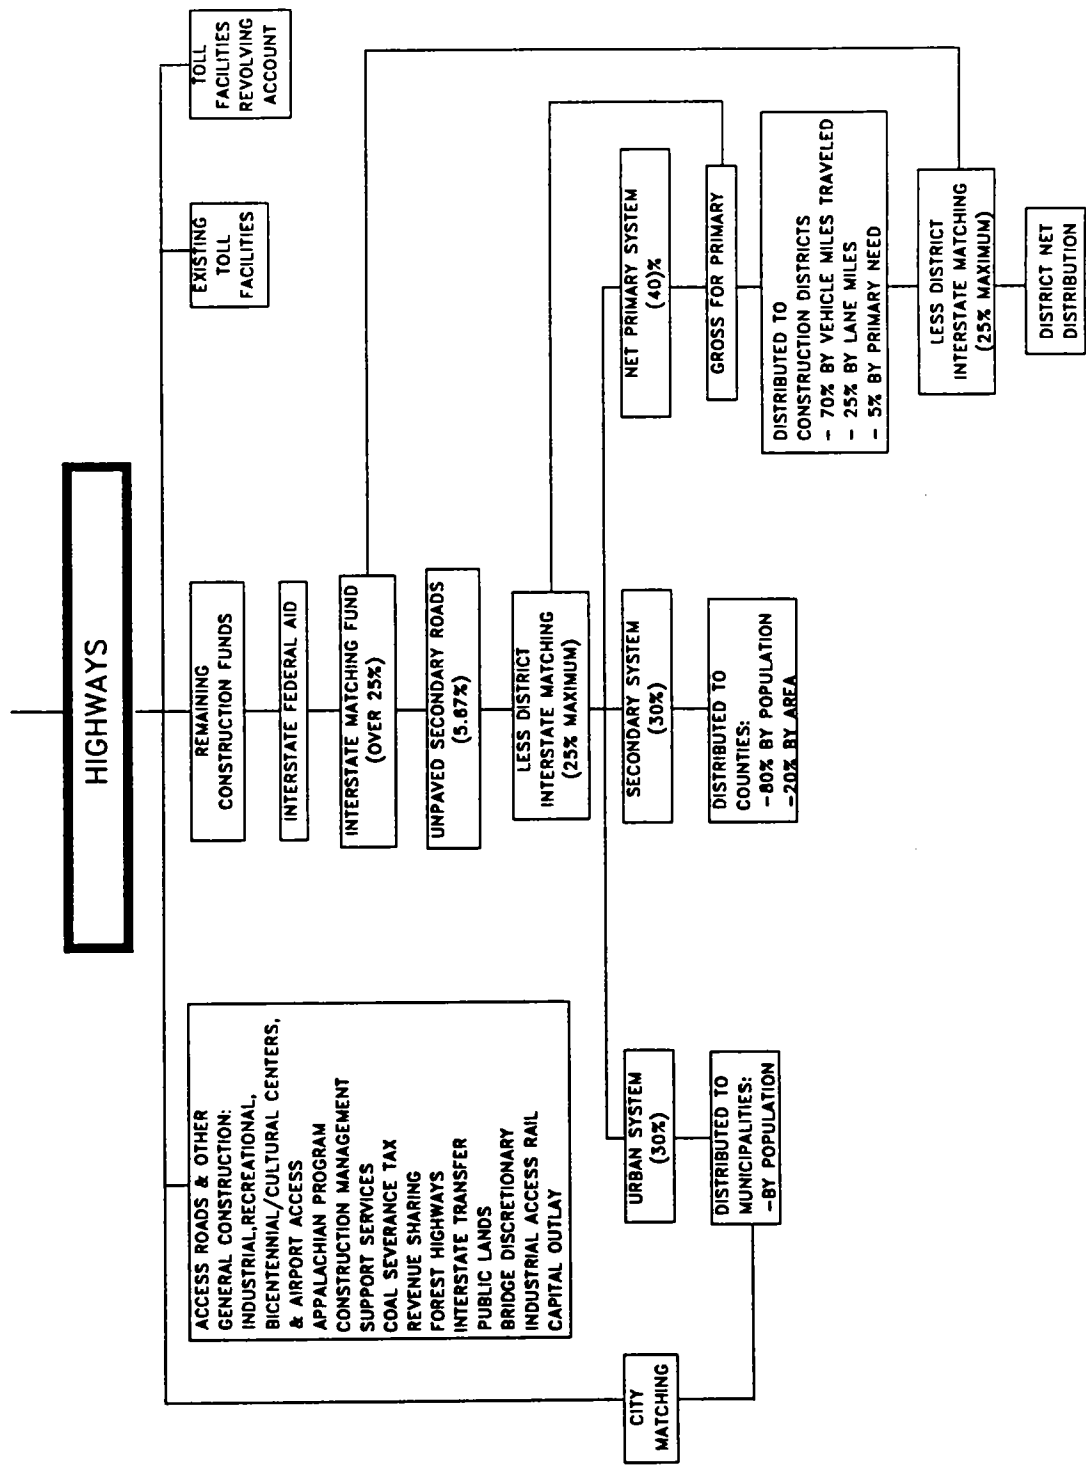 HIGHWAYS
ACCESS ROADS & OTHER
GENERAL CONSTRUCTION:
INDUSTRIAL,RECREATIONAL,
BICENTENNIAL/CULTURAL CENTERS,
& AIRPORT ACCESS
APPALACHIAN PROGRAM
CONSTRUCTION MANAGEMENT
SUPPORT SERVICES
COAL SEVERANCE TAX
REVENUE SHARING
FOREST HIGHWAYS
INTERSTATE TRANSFER
PUBLIC LANDS
BRIDGE DISCRETIONARY
INDUSTRIAL ACCESS RAIL
CAPITAL OUTLAY
REMAINING
CONSTRUCTION FUNDS
EXISTING
TOLL
FACILITIES
TOLL
FACILITIES
REVOLVING
ACCOUNT
INTERSTATE FEDERAL AID
INTERSTATE MATCHING FUND
(OVER 25%)
UNPAVED SECONDARY ROADS
(5.67%)
LESS DISTRICT
INTERSTATE MATCHING
(25% MAXIMUM)
CITY
MATCHING
URBAN SYSTEM
(30%)
SECONDARY SYSTEM
(30%)
NET PRIMARY SYSTEM
(40)%
GROSS FOR PRIMARY
DISTRIBUTED TO
MUNICIPALITIES:
-BY POPULATION
DISTRIBUTED TO
COUNTIES:
-80% BY POPULATION
-20% BY AREA
DISTRIBUTED TO
CONSTRUCTION DISTRICTS
- 70% BY VEHICLE MILES TRAVELED
- 25% BY LANE MILES
- 5% BY PRIMARY NEED
LESS DISTRICT
INTERSTATE MATCHING
(25% MAXIMUM)
DISTRICT NET
DISTRIBUTION